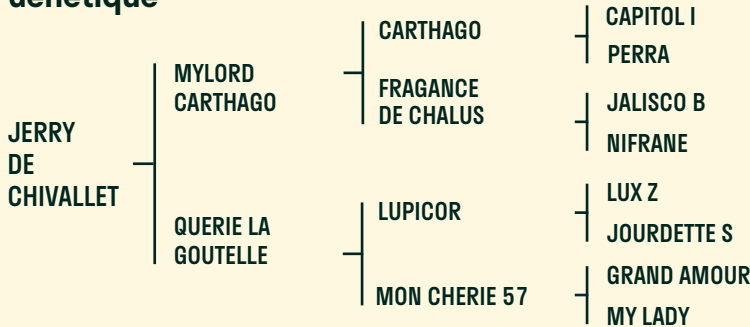 génétique
CAPITOL I
CARTHAGO
PERRA
MYLORD
CARTHAGO
FRAGANCE
DE CHALUS
JALISCO B
NIFRANE
JERRY
DE
CHIVALLET
LUX Z
LUPICOR
JOURDETTE S
QUERIE LA
GOUTELLE
GRAND AMOUR
MON CHERIE 57
MY LADY